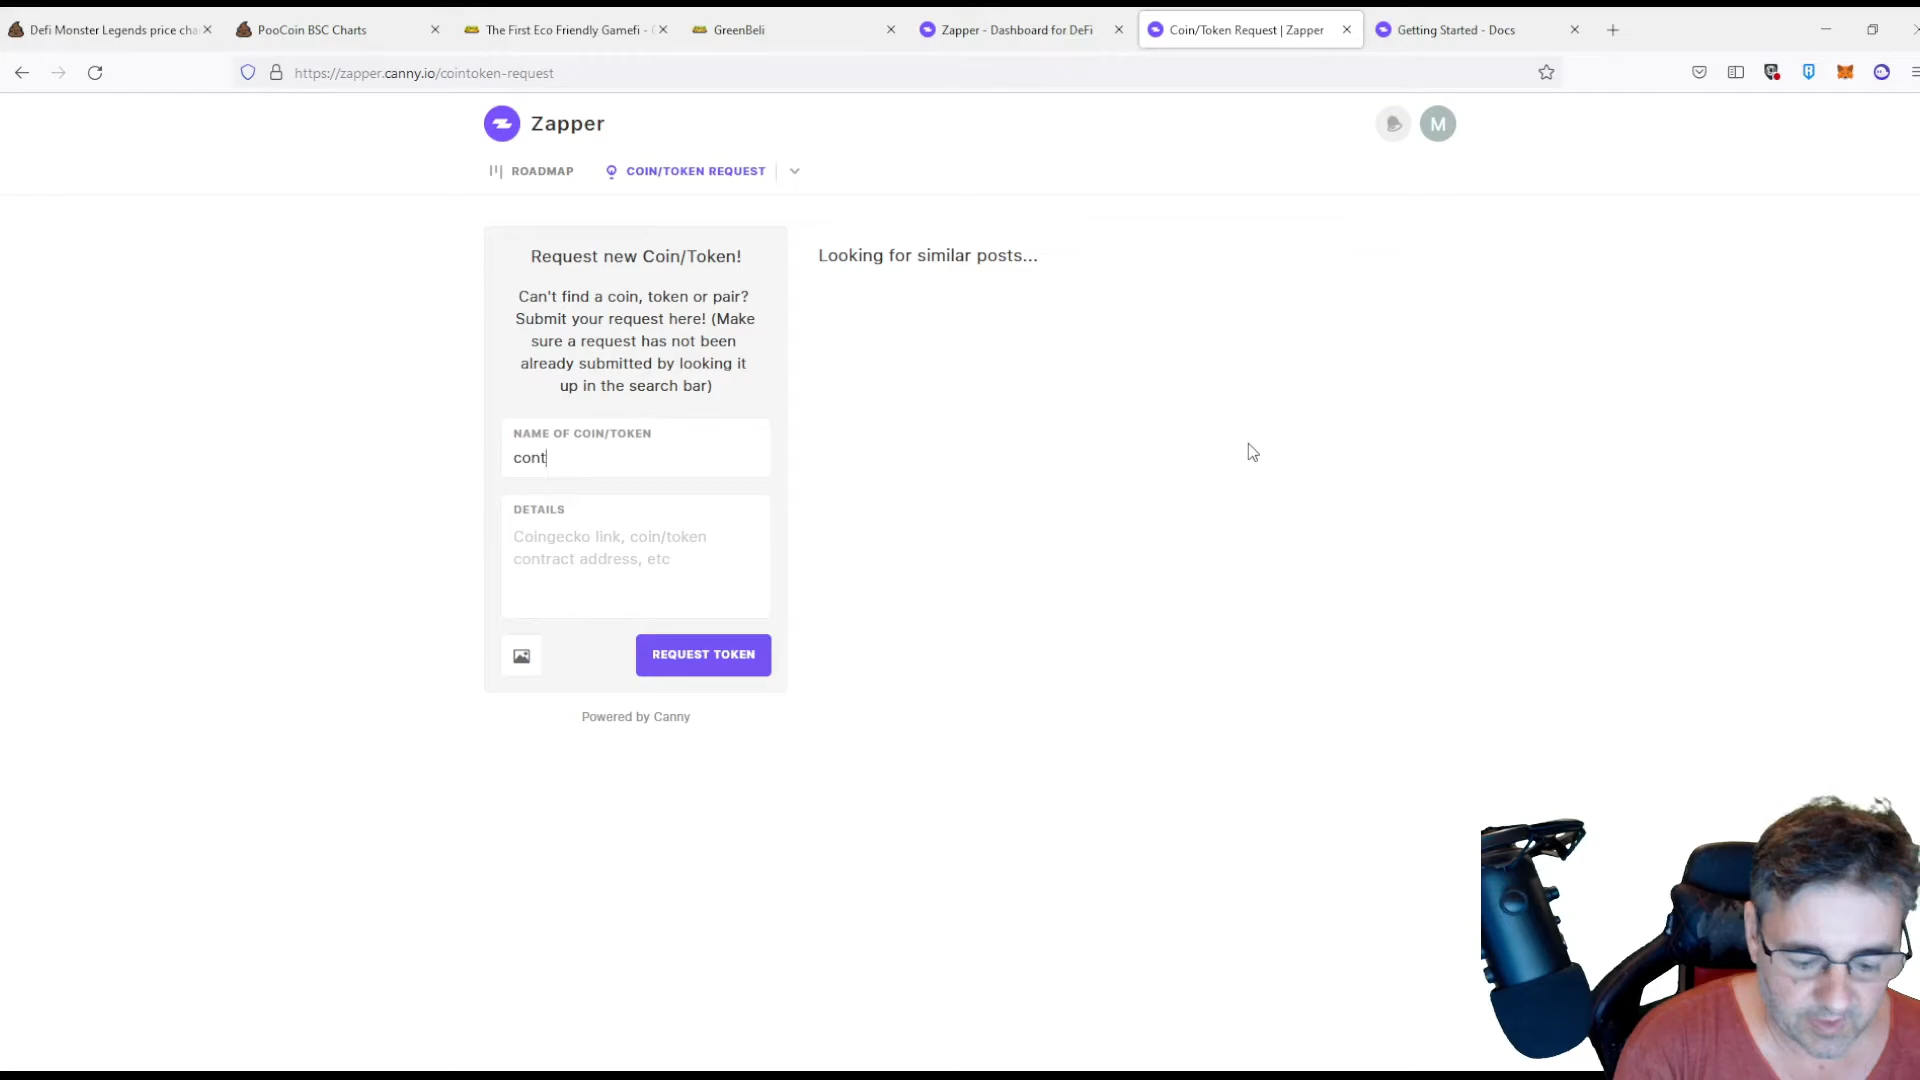 Defi Monster Legends price cha
PooCoin BSC Charts
The First Eco Friendly Gamefi -
GreenBeli
Zapper - Dashboard for DeFi
Coin/Token Request | Zapper
Getting Started - Docs
https://zapper.canny.io/cointoken-request
Zapper
M
ROADMAP
COIN/TOKEN REQUEST
Request new Coin/Token!
Can't find a coin, token or pair?
Submit your request here! (Make
sure a request has not been
already submitted by looking it
up in the search bar)
Looking for similar posts...
NAME OF COIN/TOKEN
cont
DETAILS
Coingecko link, coin/token
contract address, etc
REQUEST TOKEN
Powered by Canny